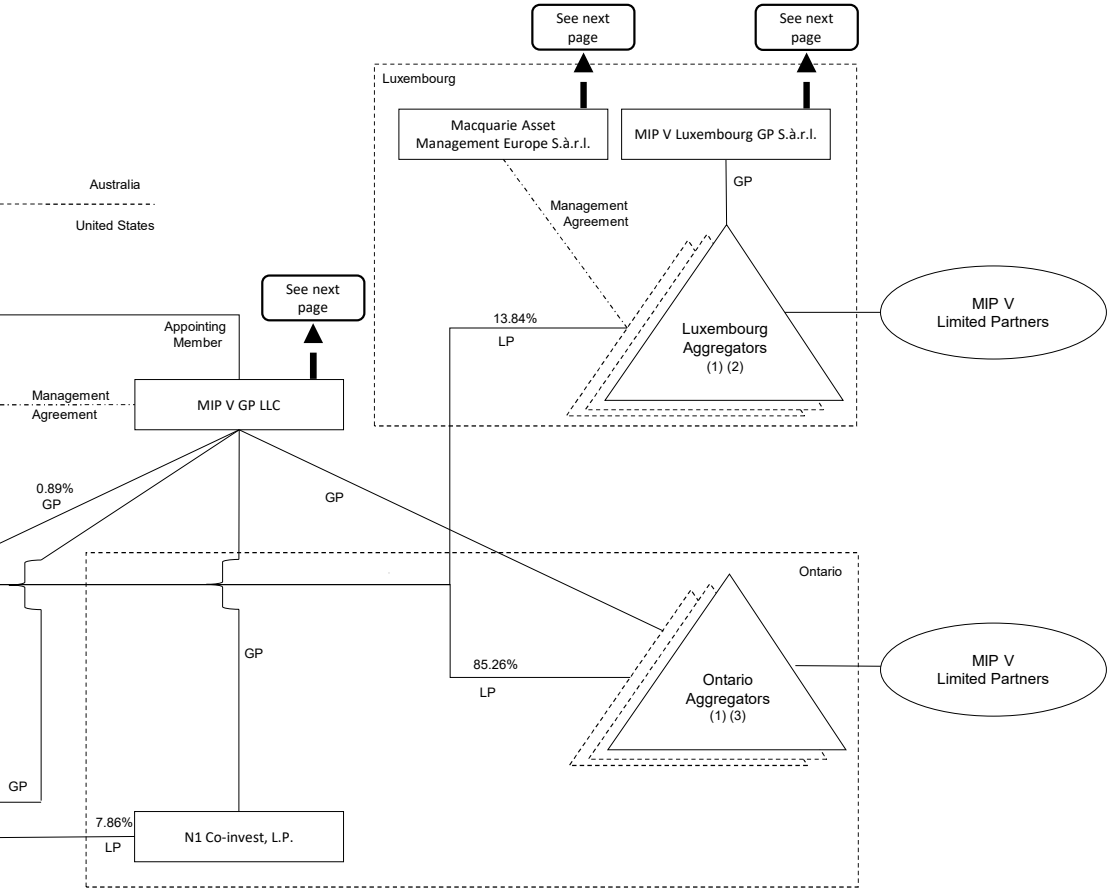 See next
page
See next
page
Luxembourg
Macquarie Asset
Management Europe S.à.r.l.
MIP V Luxembourg GP S.à.r.l.
GP
Australia
United States
Management
Agreement
See next
page
MIP V
Limited Partners
13.84%
LP
Luxembourg
Aggregators
(1) (2)
Appointing
Member
Management
Agreement
MIP V GP LLC
0.89%
GP
GP
Ontario
GP
85.26%
LP
MIP V
Limited Partners
Ontario
Aggregators
(1) (3)
GP
7.86%
LP
N1 Co-invest, L.P.